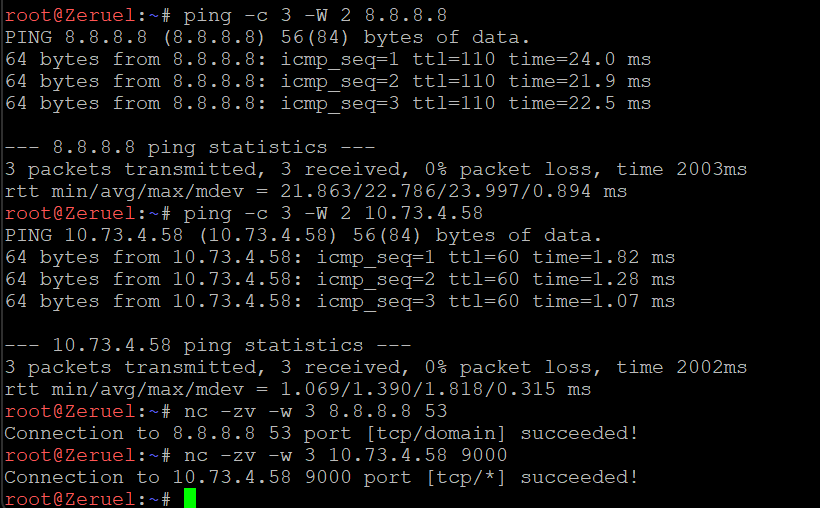 root@Zeruel:~# ping -c 3 -W 2 8.8.8.8
PING 8.8.8.8 (8.8.8.8) 56(84) bytes of data.
64 bytes from 8.8.8.8: icmp_seq=1 ttl=110 time=24.0 ms
64 bytes from 8.8.8.8: icmp_seq=2 ttl=110 time=21.9 ms
64 bytes from 8.8.8.8: icmp_seq=3 ttl=110 time=22.5 ms

--- 8.8.8.8 ping statistics ---
3 packets transmitted, 3 received, 0% packet loss, time 2003ms
rtt min/avg/max/mdev = 21.863/22.786/23.997/0.894 ms
root@Zeruel:~# ping -c 3 -W 2 10.73.4.58
PING 10.73.4.58 (10.73.4.58) 56(84) bytes of data.
64 bytes from 10.73.4.58: icmp_seq=1 ttl=60 time=1.82 ms
64 bytes from 10.73.4.58: icmp_seq=2 ttl=60 time=1.28 ms
64 bytes from 10.73.4.58: icmp_seq=3 ttl=60 time=1.07 ms

--- 10.73.4.58 ping statistics ---
3 packets transmitted, 3 received, 0% packet loss, time 2002ms
rtt min/avg/max/mdev = 1.069/1.390/1.818/0.315 ms
root@Zeruel:~# nc -zv -w 3 8.8.8.8 53
Connection to 8.8.8.8 53 port [tcp/domain] succeeded!
root@Zeruel:~# nc -zv -w 3 10.73.4.58 9000
Connection to 10.73.4.58 9000 port [tcp/*] succeeded!
root@Zeruel:~#